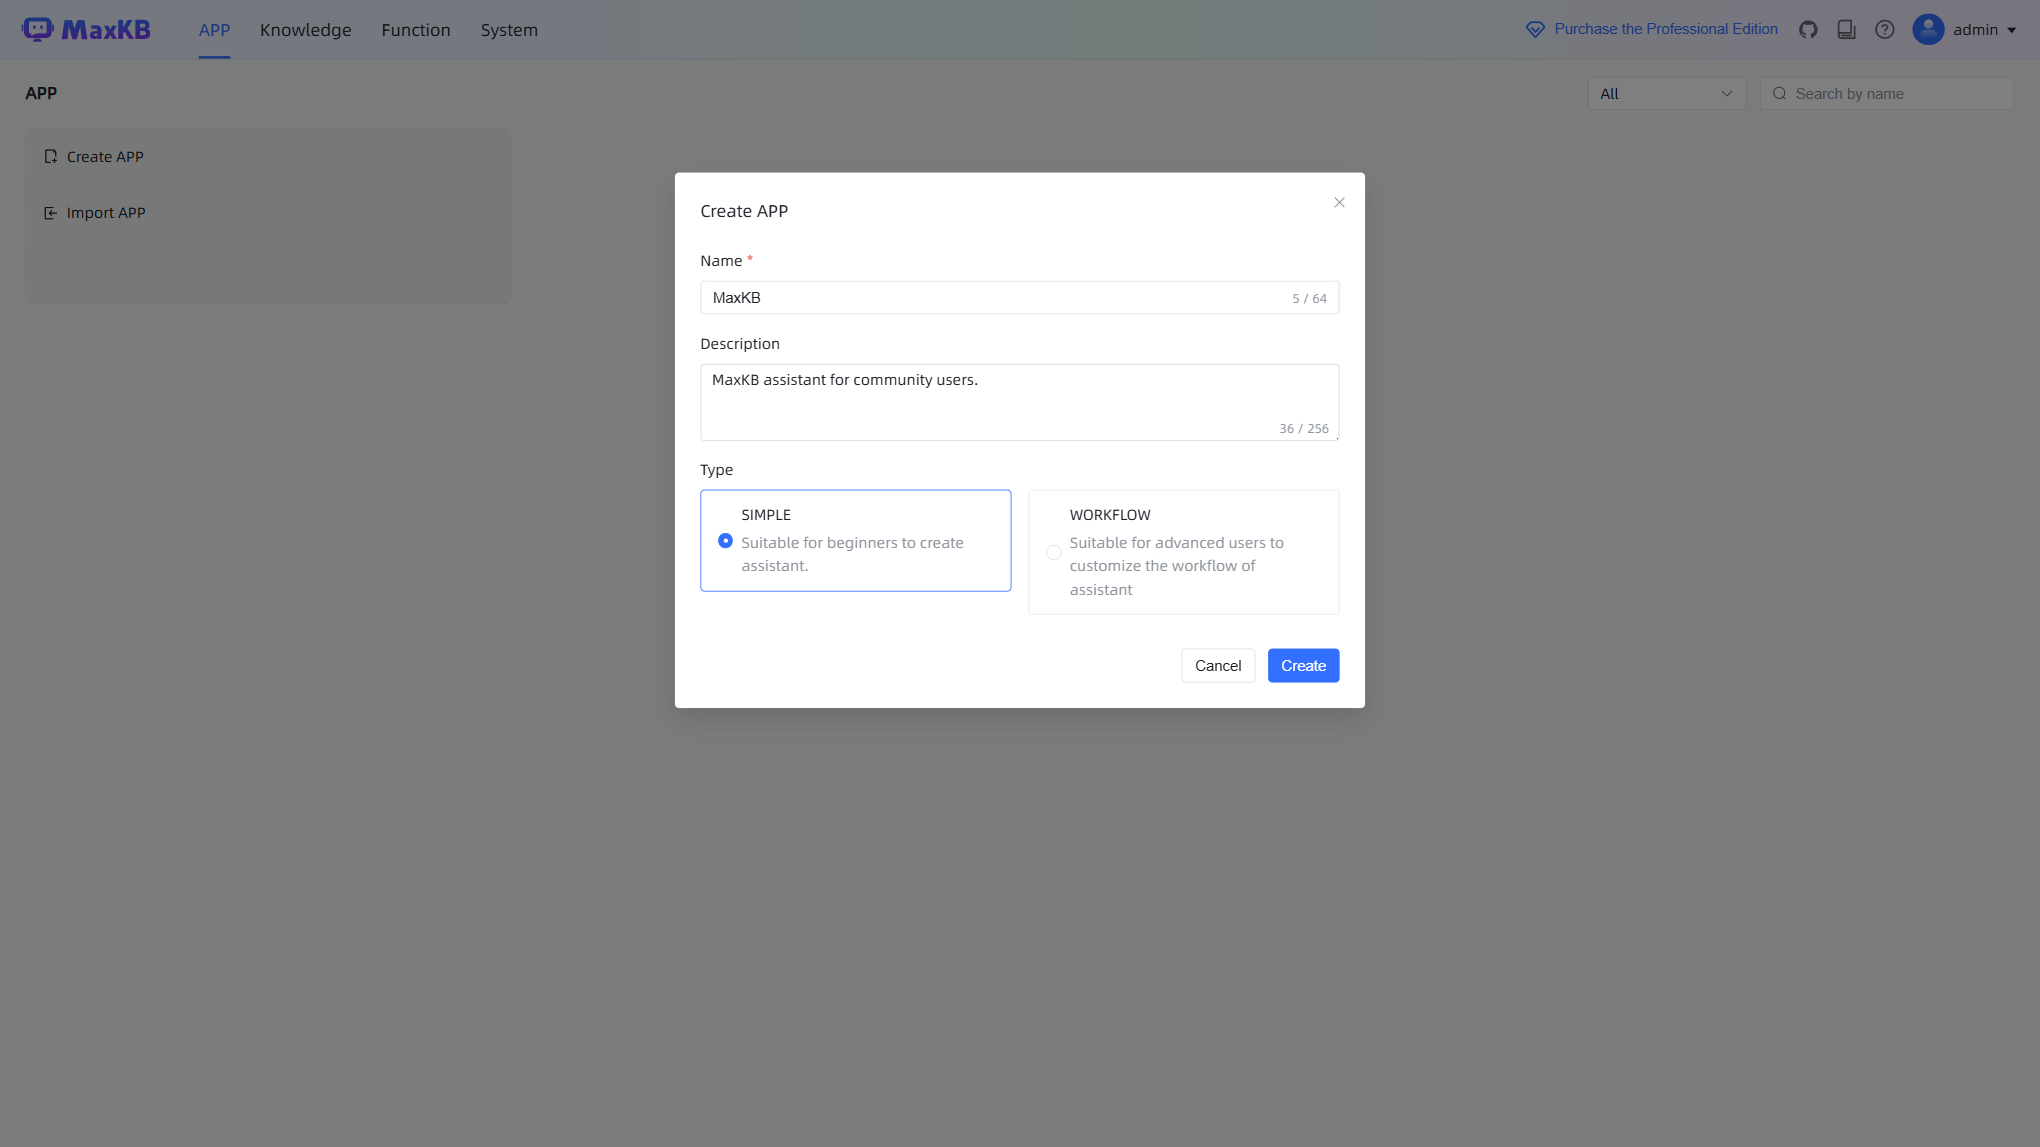 MaxKB
APP
Knowledge
Function
System
Purchase the Professional Edition
admin
APP
All
Search by name
Create APP
Import APP
Create APP
Name *
MaxKB
5 / 64
Description
MaxKB assistant for community users.
36 / 256
Type
SIMPLE
Suitable for beginners to create
assistant.
WORKFLOW
Suitable for advanced users to
customize the workflow of
assistant
Cancel
Create